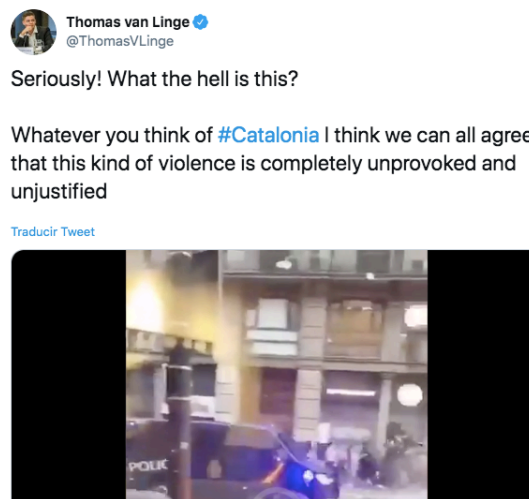 Thomas van Linge
@ThomasVLinge
Seriously! What the hell is this?
Whatever you think of #Catalonia I think we can all agree
that this kind of violence is completely unprovoked and
unjustified
Traducir Tweet
POLIC